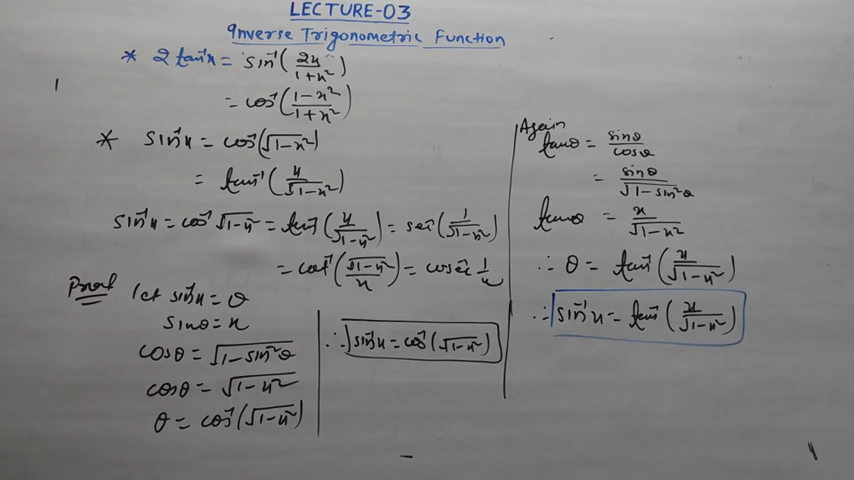 LECTURE-03
Inverse Trigonometric Function
* 2 tan⁻¹x = sin⁻¹(2x/(1+x²))
= cos⁻¹((1-x²)/(1+x²))
* sin⁻¹x = cos⁻¹(√(1-x²))
= tan⁻¹(x/√(1-x²))
sin⁻¹x = cos⁻¹√(1-x²) = tan⁻¹(x/√(1-x²)) = sec⁻¹(1/√(1-x²))
= cot⁻¹(√(1-x²)/x) = cosec⁻¹ 1/x
Proof let sin⁻¹x = θ
sinθ = x
cosθ = √(1-sin²θ)
cosθ = √(1-x²)
θ = cos⁻¹(√(1-x²))
∴ sin⁻¹x = cos⁻¹(√(1-x²))
Again
tanθ = sinθ/cosθ
= sinθ/√(1-sin²θ)
tanθ = x/√(1-x²)
∴ θ = tan⁻¹(x/√(1-x²))
∴ sin⁻¹x = tan⁻¹(x/√(1-x²))